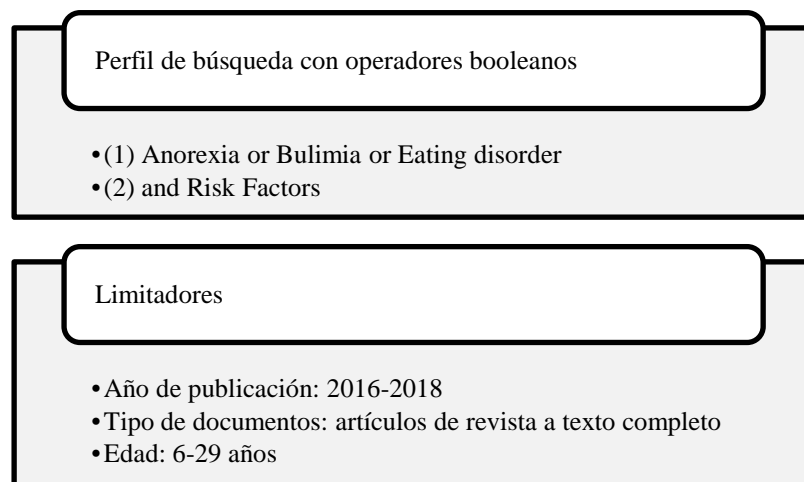 Perfil de búsqueda con operadores booleanos
•(1) Anorexia or Bulimia or Eating disorder
•(2) and Risk Factors
Limitadores
•Año de publicación: 2016-2018
•Tipo de documentos: artículos de revista a texto completo
•Edad: 6-29 años